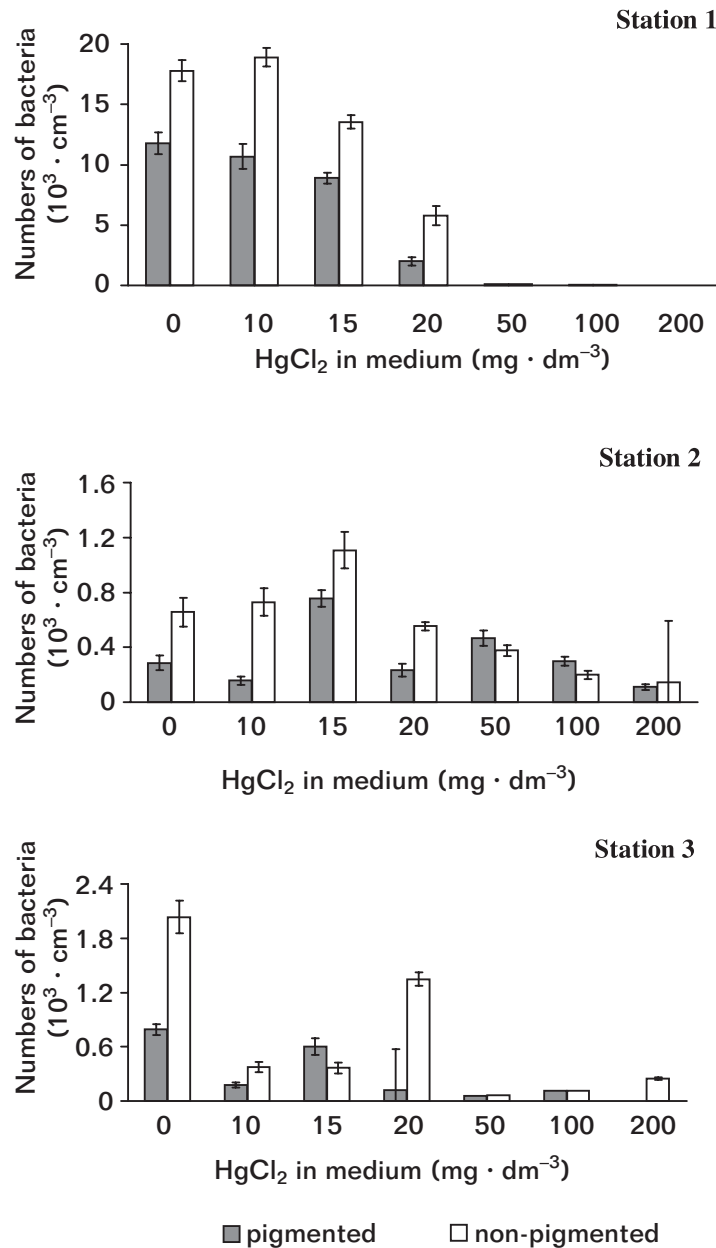 Station 1
Numbers of bacteria
(10³ · cm⁻³)
20
15
10
5
0
0 10 15 20 50 100 200
HgCl₂ in medium (mg · dm⁻³)
Station 2
Numbers of bacteria
(10³ · cm⁻³)
1.6
1.2
0.8
0.4
0
0 10 15 20 50 100 200
HgCl₂ in medium (mg · dm⁻³)
Station 3
Numbers of bacteria
(10³ · cm⁻³)
2.4
1.8
1.2
0.6
0
0 10 15 20 50 100 200
HgCl₂ in medium (mg · dm⁻³)
pigmented non-pigmented